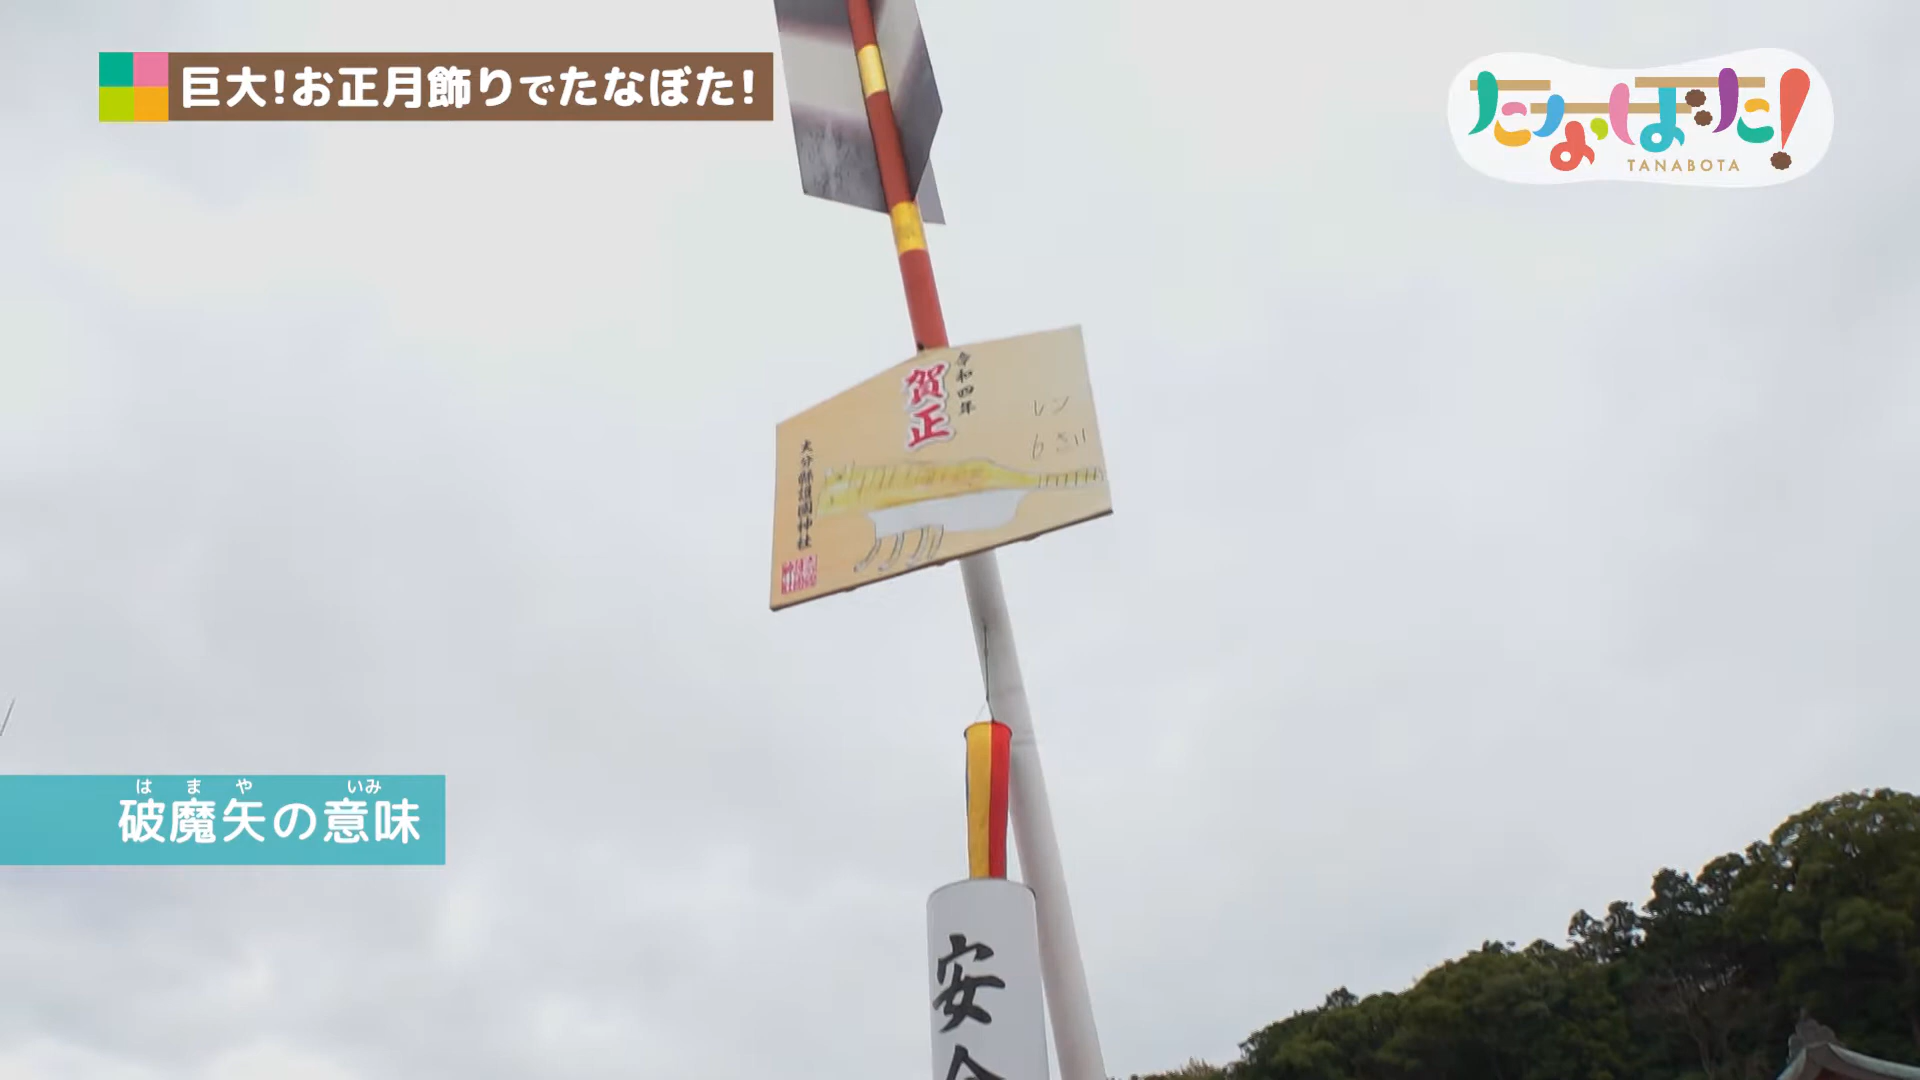 巨大!お正月飾りでたなぼた!
たなぼた!
TANABOTA
令和四年
賀正
レン
6さい
大分縣護國神社
はまや いみ
破魔矢の意味
安全